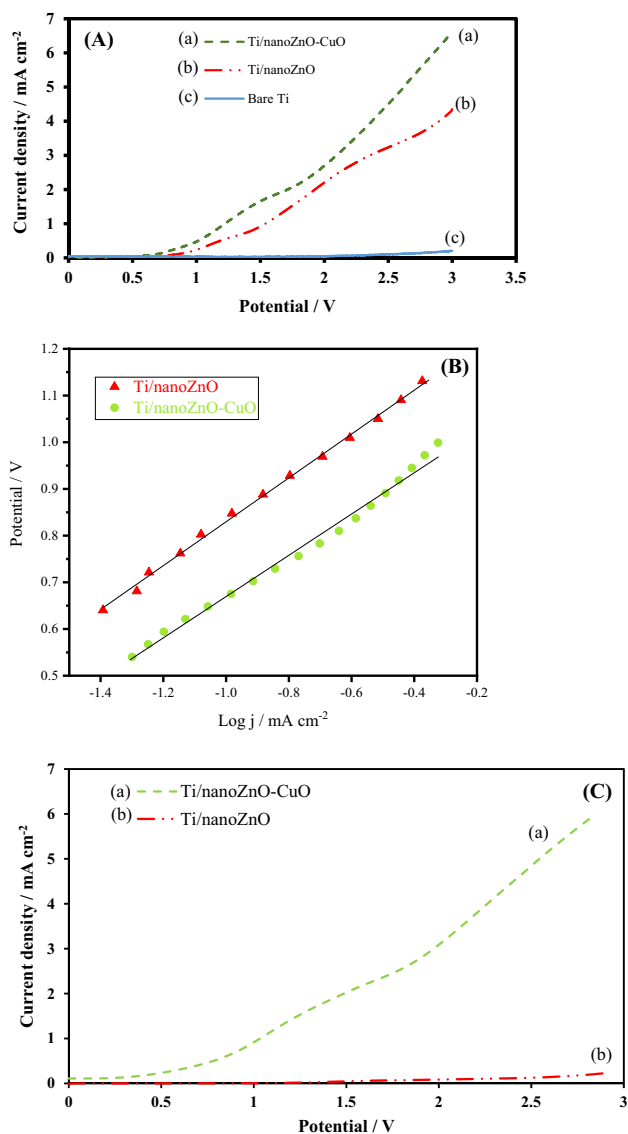 (A)
(a) Ti/nanoZnO-CuO
(b) Ti/nanoZnO
(c) Bare Ti
(a)
(b)
(c)
Current density / mA cm-2
7
6
5
4
3
2
1
0
0 0.5 1 1.5 2 2.5 3 3.5
Potential / V
(B)
Ti/nanoZnO
Ti/nanoZnO-CuO
Potential / V
1.2
1.1
1.0
0.9
0.8
0.7
0.6
0.5
-1.4 -1.2 -1.0 -0.8 -0.6 -0.4 -0.2
Log j / mA cm-2
(C)
(a) Ti/nanoZnO-CuO
(b) Ti/nanoZnO
(a)
(b)
Current density / mA cm-2
7
6
5
4
3
2
1
0
0 0.5 1 1.5 2 2.5 3
Potential / V